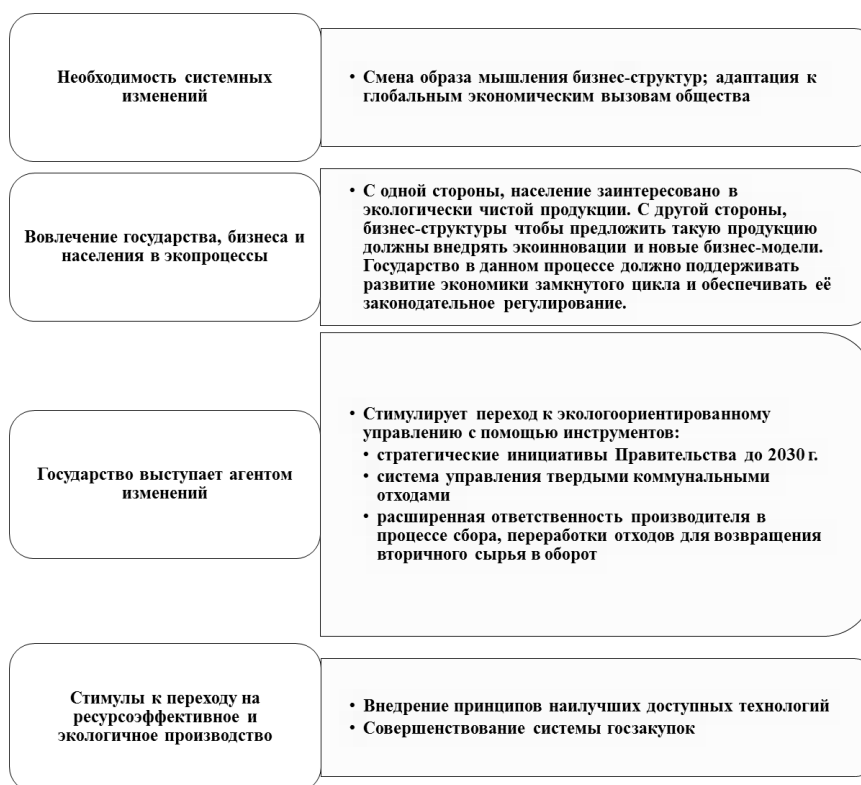 Необходимость системных
изменений
• Смена образа мышления бизнес-структур; адаптация к
глобальным экономическим вызовам общества
Вовлечение государства, бизнеса и
населения в экопроцессы
• С одной стороны, население заинтересовано в
экологически чистой продукции. С другой стороны,
бизнес-структуры чтобы предложить такую продукцию
должны внедрять экоинновации и новые бизнес-модели.
Государство в данном процессе должно поддерживать
развитие экономики замкнутого цикла и обеспечивать её
законодательное регулирование.
Государство выступает агентом
изменений
• Стимулирует переход к экологоориентированному
управлению с помощью инструментов:
• стратегические инициативы Правительства до 2030 г.
• система управления твердыми коммунальными
отходами
• расширенная ответственность производителя в
процессе сбора, переработки отходов для возвращения
вторичного сырья в оборот
Стимулы к переходу на
ресурсоэффективное и
экологичное производство
• Внедрение принципов наилучших доступных технологий
• Совершенствование системы госзакупок